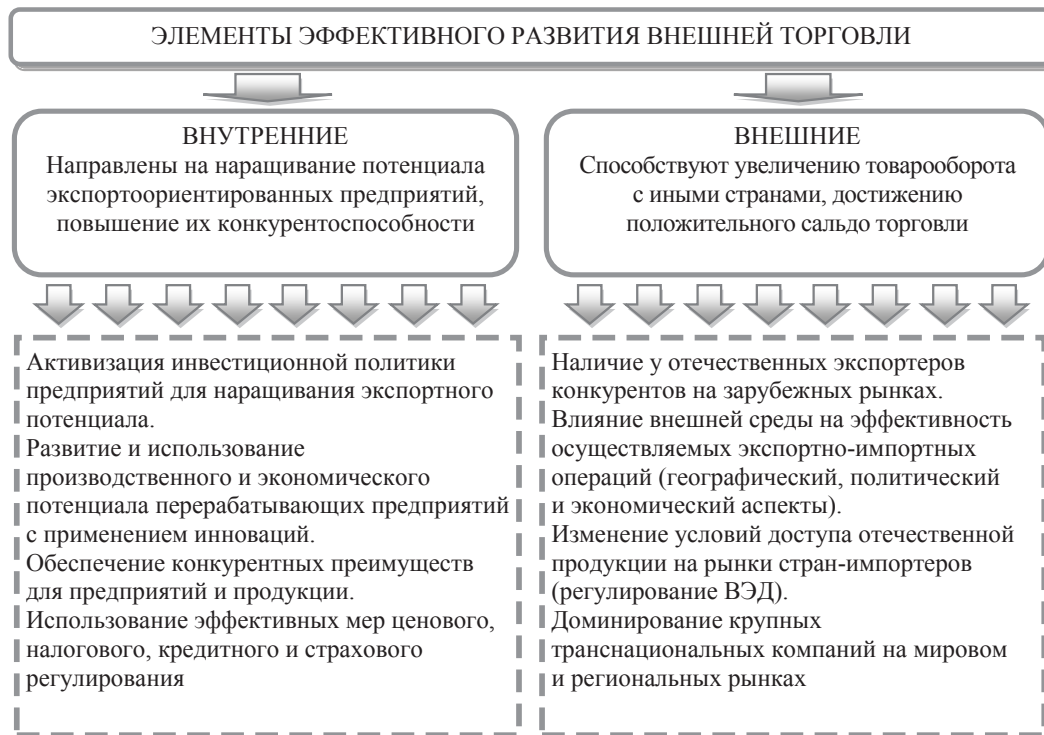 ЭЛЕМЕНТЫ ЭФФЕКТИВНОГО РАЗВИТИЯ ВНЕШНЕЙ ТОРГОВЛИ
ВНУТРЕННИЕ
Направлены на наращивание потенциала
экспортоориентированных предприятий,
повышение их конкурентоспособности
ВНЕШНИЕ
Способствуют увеличению товарооборота
с иными странами, достижению
положительного сальдо торговли
Активизация инвестиционной политики
предприятий для наращивания экспортного
потенциала.
Развитие и использование
производственного и экономического
потенциала перерабатывающих предприятий
с применением инноваций.
Обеспечение конкурентных преимуществ
для предприятий и продукции.
Использование эффективных мер ценового,
налогового, кредитного и страхового
регулирования
Наличие у отечественных экспортеров
конкурентов на зарубежных рынках.
Влияние внешней среды на эффективность
осуществляемых экспортно-импортных
операций (географический, политический
и экономический аспекты).
Изменение условий доступа отечественной
продукции на рынки стран-импортеров
(регулирование ВЭД).
Доминирование крупных
транснациональных компаний на мировом
и региональных рынках